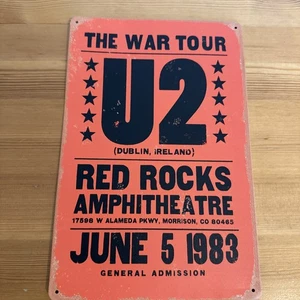 THE WAR TOUR
U2
(DUBLIN, IRELAND)
RED ROCKS
AMPHITHEATRE
17598 W ALAMEDA PKWY, MORRISON, CO 80465
JUNE 5 1983
GENERAL ADMISSION